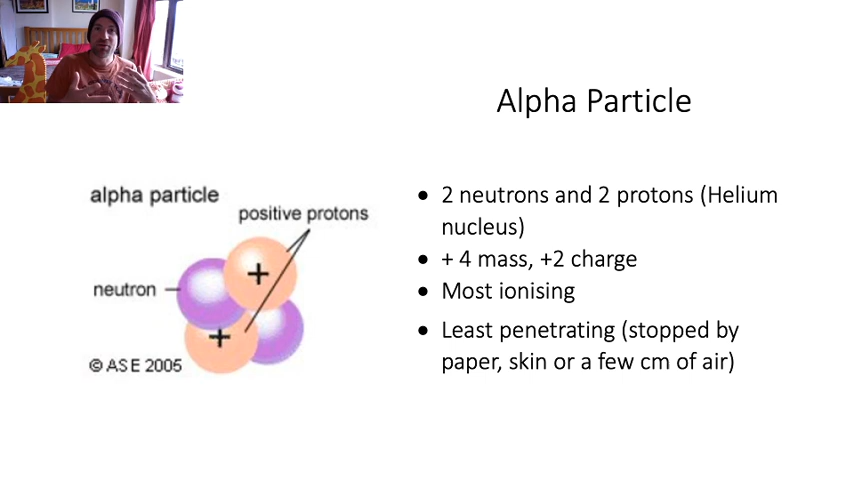 Alpha Particle
alpha particle
positive protons
neutron
+
+
© ASE 2005
• 2 neutrons and 2 protons (Helium
nucleus)
• + 4 mass, +2 charge
• Most ionising
• Least penetrating (stopped by
paper, skin or a few cm of air)